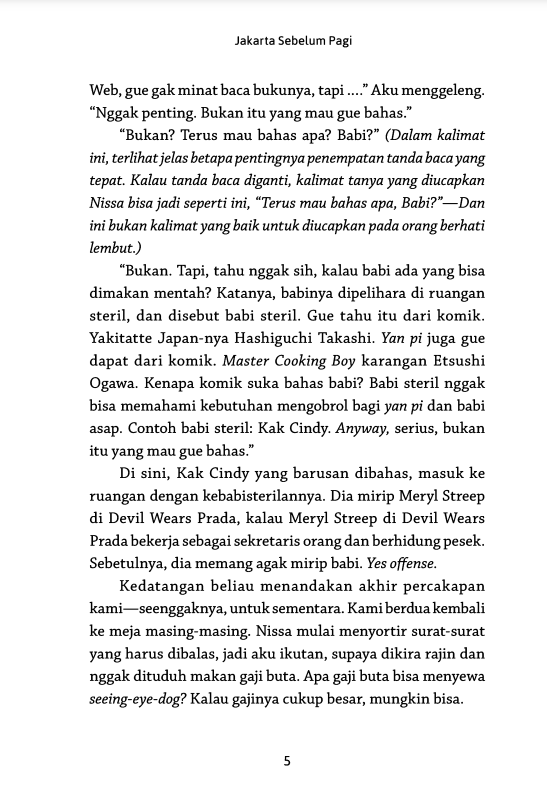 Jakarta Sebelum Pagi
Web, gue gak minat baca bukunya, tapi ....” Aku menggeleng.
“Nggak penting. Bukan itu yang mau gue bahas.”
“Bukan? Terus mau bahas apa? Babi?” (Dalam kalimat
ini, terlihat jelas betapa pentingnya penempatan tanda baca yang
tepat. Kalau tanda baca diganti, kalimat tanya yang diucapkan
Nissa bisa jadi seperti ini, “Terus mau bahas apa, Babi?”—Dan
ini bukan kalimat yang baik untuk diucapkan pada orang berhati
lembut.)
“Bukan. Tapi, tahu nggak sih, kalau babi ada yang bisa
dimakan mentah? Katanya, babinya dipelihara di ruangan
steril, dan disebut babi steril. Gue tahu itu dari komik.
Yakitatte Japan-nya Hashiguchi Takashi. Yan pi juga gue
dapat dari komik. Master Cooking Boy karangan Etsushi
Ogawa. Kenapa komik suka bahas babi? Babi steril nggak
bisa memahami kebutuhan mengobrol bagi yan pi dan babi
asap. Contoh babi steril: Kak Cindy. Anyway, serius, bukan
itu yang mau gue bahas.”
Di sini, Kak Cindy yang barusan dibahas, masuk ke
ruangan dengan kebabisterilannya. Dia mirip Meryl Streep
di Devil Wears Prada, kalau Meryl Streep di Devil Wears
Prada bekerja sebagai sekretaris orang dan berhidung pesek.
Sebetulnya, dia memang agak mirip babi. Yes offense.
Kedatangan beliau menandakan akhir percakapan
kami—seenggaknya, untuk sementara. Kami berdua kembali
ke meja masing-masing. Nissa mulai menyortir surat-surat
yang harus dibalas, jadi aku ikutan, supaya dikira rajin dan
nggak dituduh makan gaji buta. Apa gaji buta bisa menyewa
seeing-eye-dog? Kalau gajinya cukup besar, mungkin bisa.
5